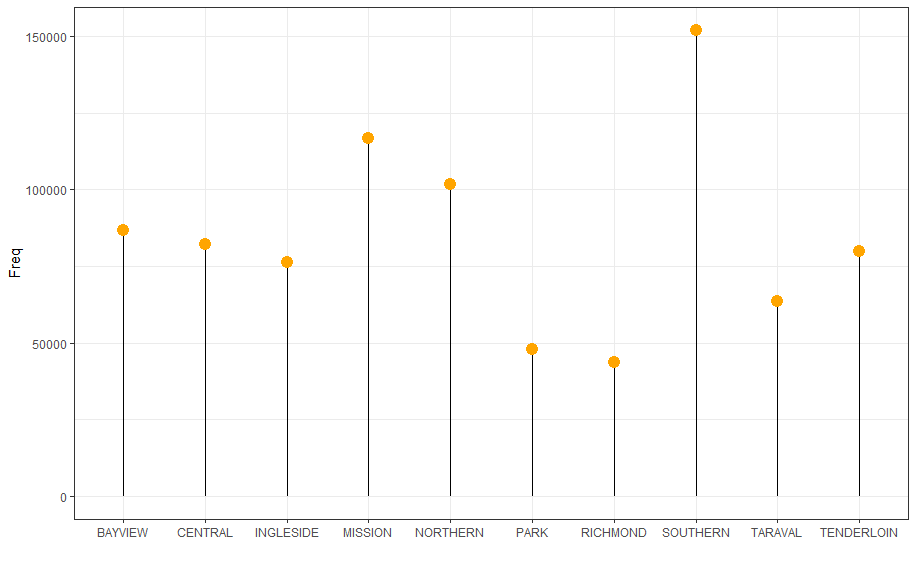 150000
100000
50000
0
Freq
BAYVIEW CENTRAL INGLESIDE MISSION NORTHERN PARK RICHMOND SOUTHERN TARAVAL TENDERLOIN